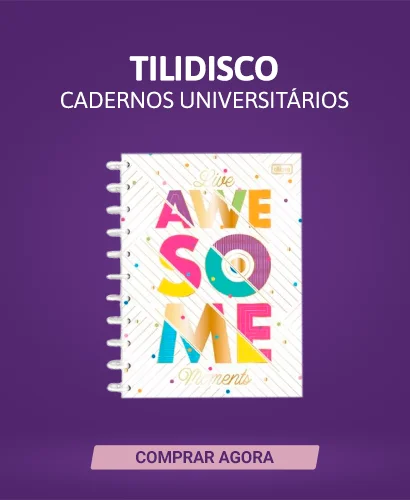 TILIDISCO
CADERNOS UNIVERSITÁRIOS
Live
AWE
SO
ME
Moments
COMPRAR AGORA